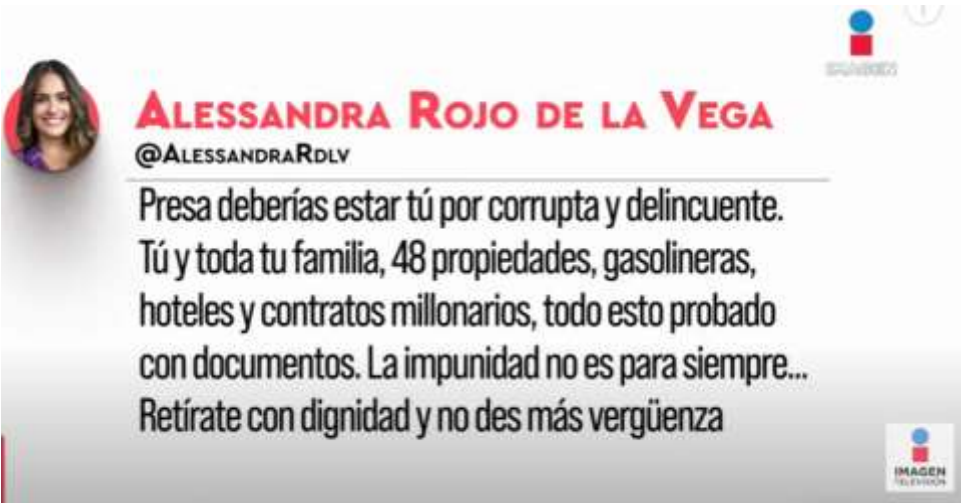 IMAGEN
ALESSANDRA ROJO DE LA VEGA
@ALESSANDRARDLV
Presa deberías estar tú por corrupta y delincuente.
Tú y toda tu familia, 48 propiedades, gasolineras,
hoteles y contratos millonarios, todo esto probado
con documentos. La impunidad no es para siempre...
Retírate con dignidad y no des más vergüenza
IMAGEN
TELEVISIÓN